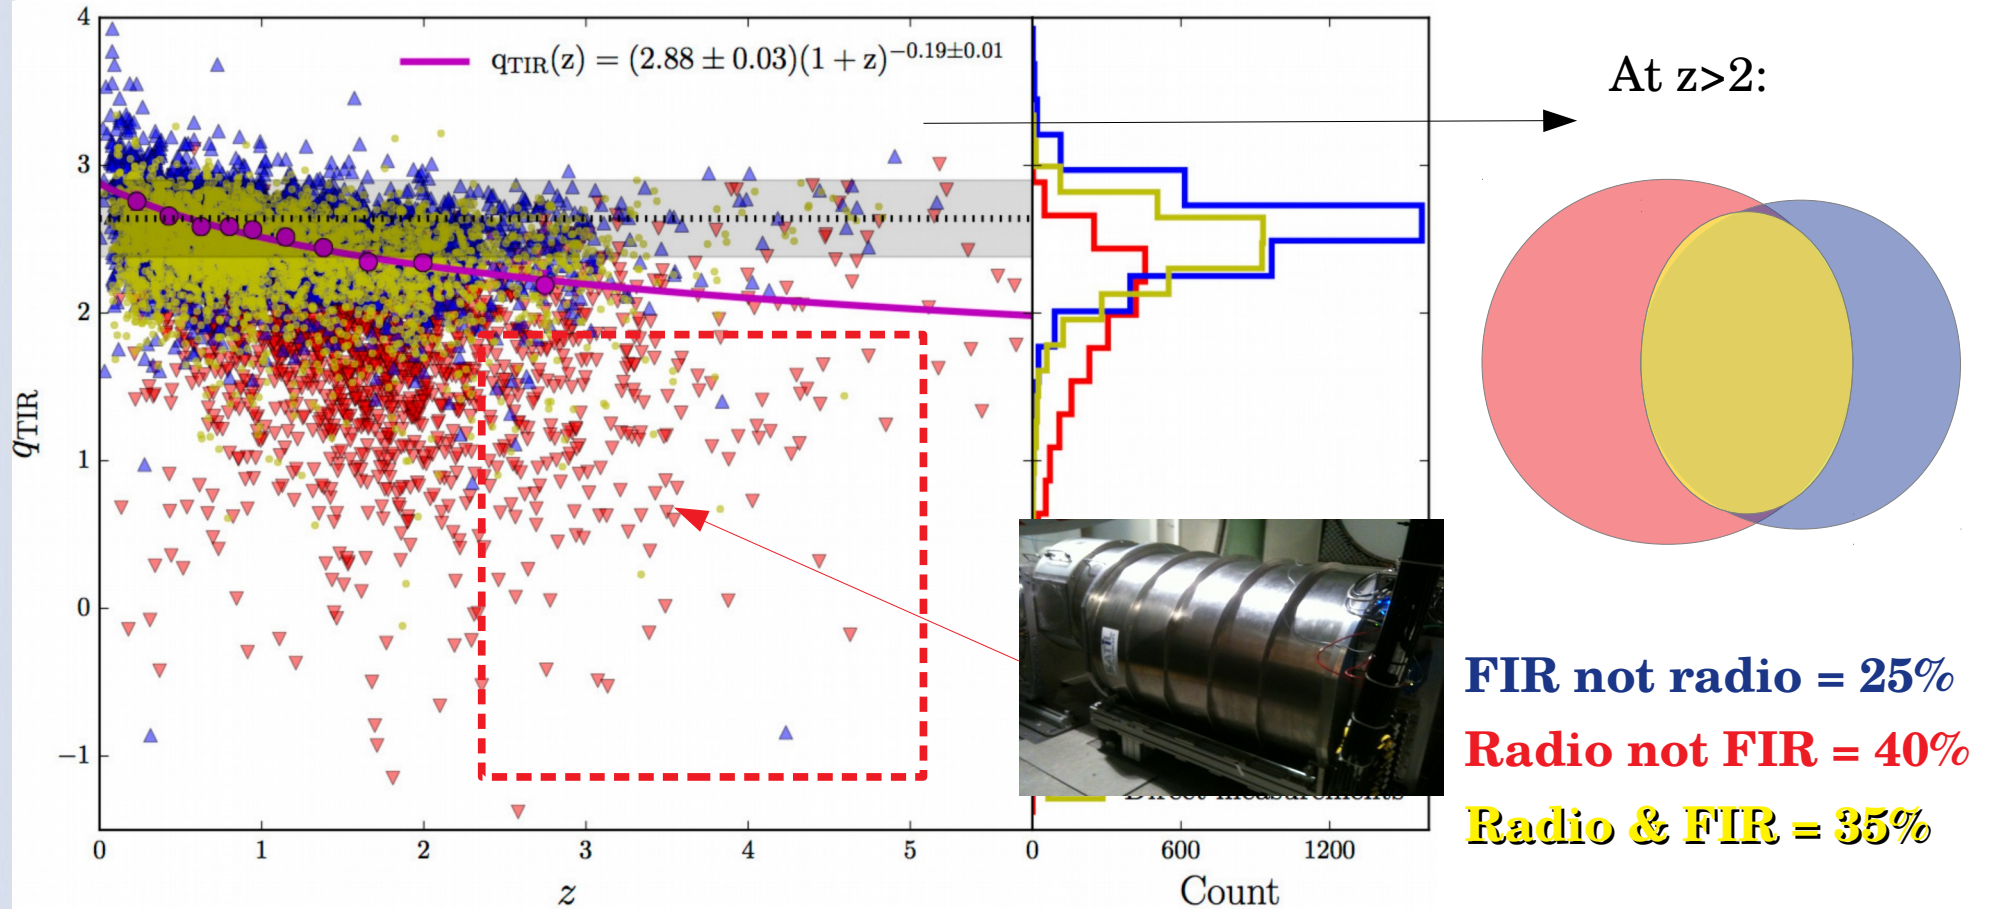 4
3
2
1
0
−1
qTIR
0
1
2
3
4
5
z
qTIR(z) = (2.88 ± 0.03)(1 + z)^−0.19±0.01
0
600
1200
Count
At z>2:
FIR not radio = 25%
Radio not FIR = 40%
Radio & FIR = 35%